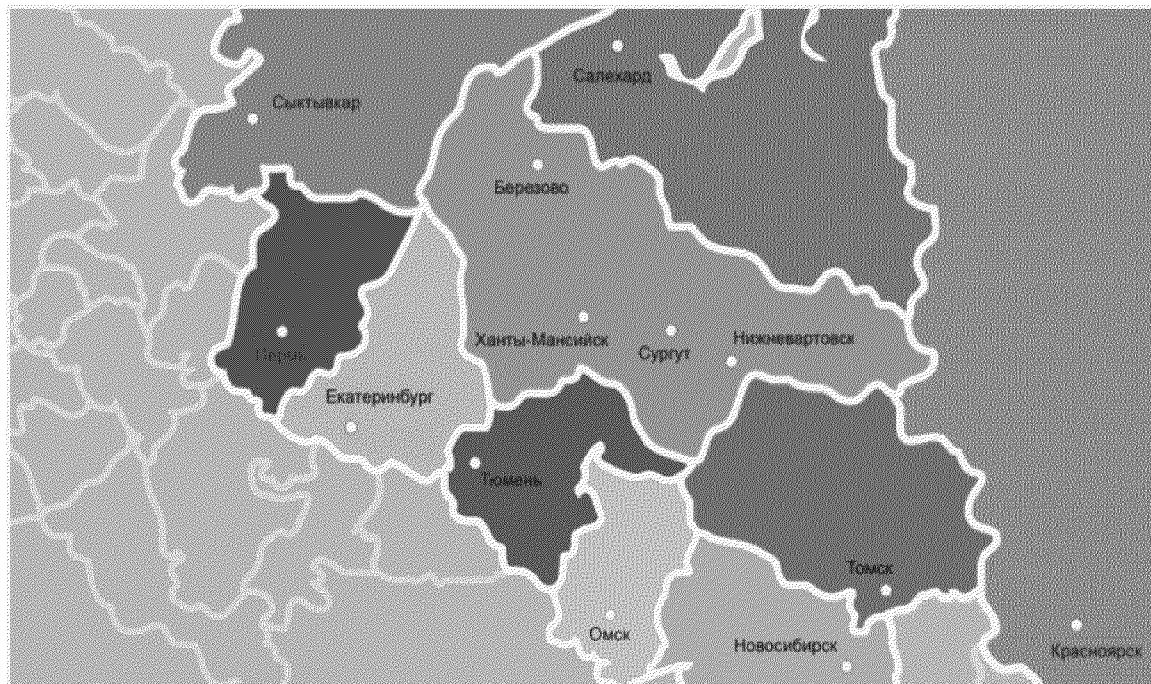 Салехард
Сыктывкар
Березово
Ханты-Мансийск
Сургут
Нижневартовск
Пермь
Екатеринбург
Тюмень
Томск
Омск
Новосибирск
Красноярск